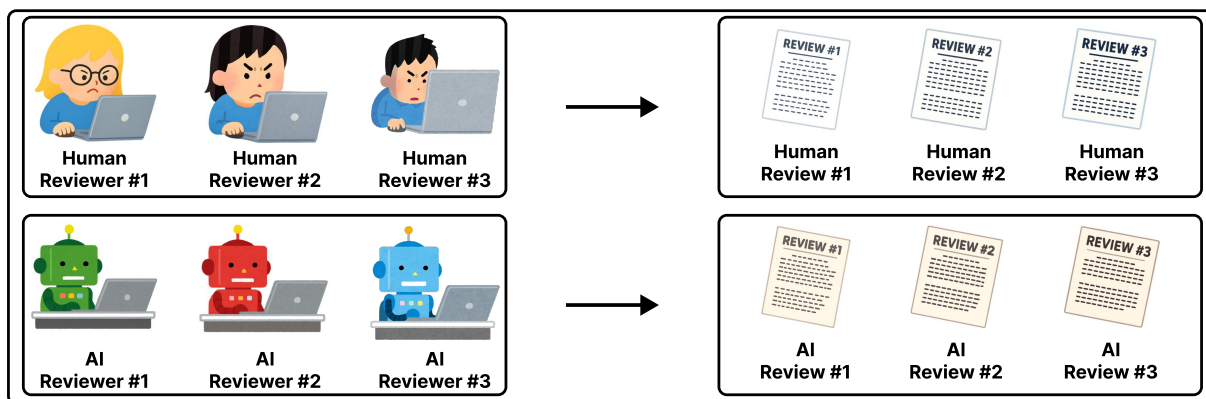 REVIEW #1
REVIEW #2
REVIEW #3
Human
Reviewer #1
Human
Reviewer #2
Human
Reviewer #3
Human
Review #1
Human
Review #2
Human
Review #3
REVIEW #1
REVIEW #2
REVIEW #3
AI
Reviewer #1
AI
Reviewer #2
AI
Reviewer #3
AI
Review #1
AI
Review #2
AI
Review #3